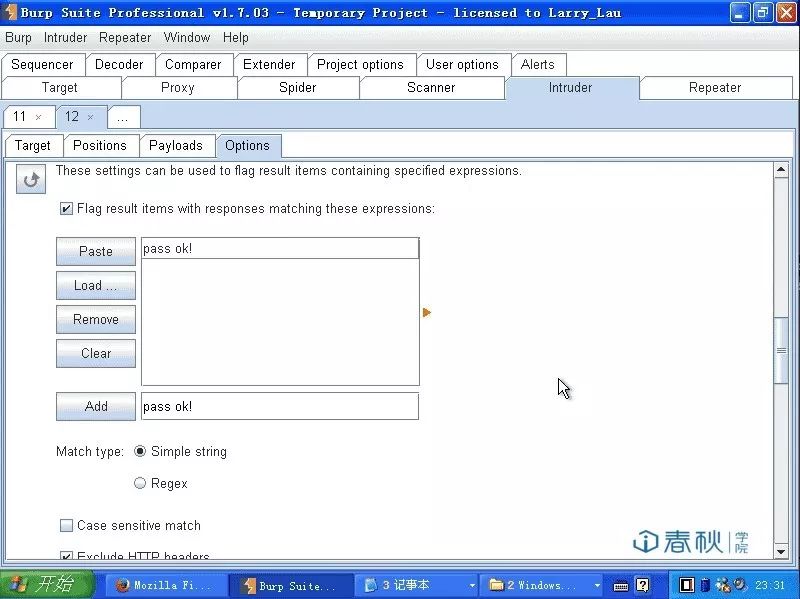 Burp Suite Professional v1.7.03 - Temporary Project - licensed to Larry_Lau
Burp Intruder Repeater Window Help
Sequencer Decoder Comparer Extender Project options User options Alerts
Target Proxy Spider Scanner Intruder Repeater
11 × 12 × ...
Target Positions Payloads Options
These settings can be used to flag result items containing specified expressions.
Flag result items with responses matching these expressions:
Paste pass ok!
Load ...
Remove
Clear
Add pass ok!
Match type: Simple string
Regex
Case sensitive match
Exclude HTTP headers
春秋学院
开始 Mozilla Fi... Burp Suite... 3 记事本 2 Windows... 23:31